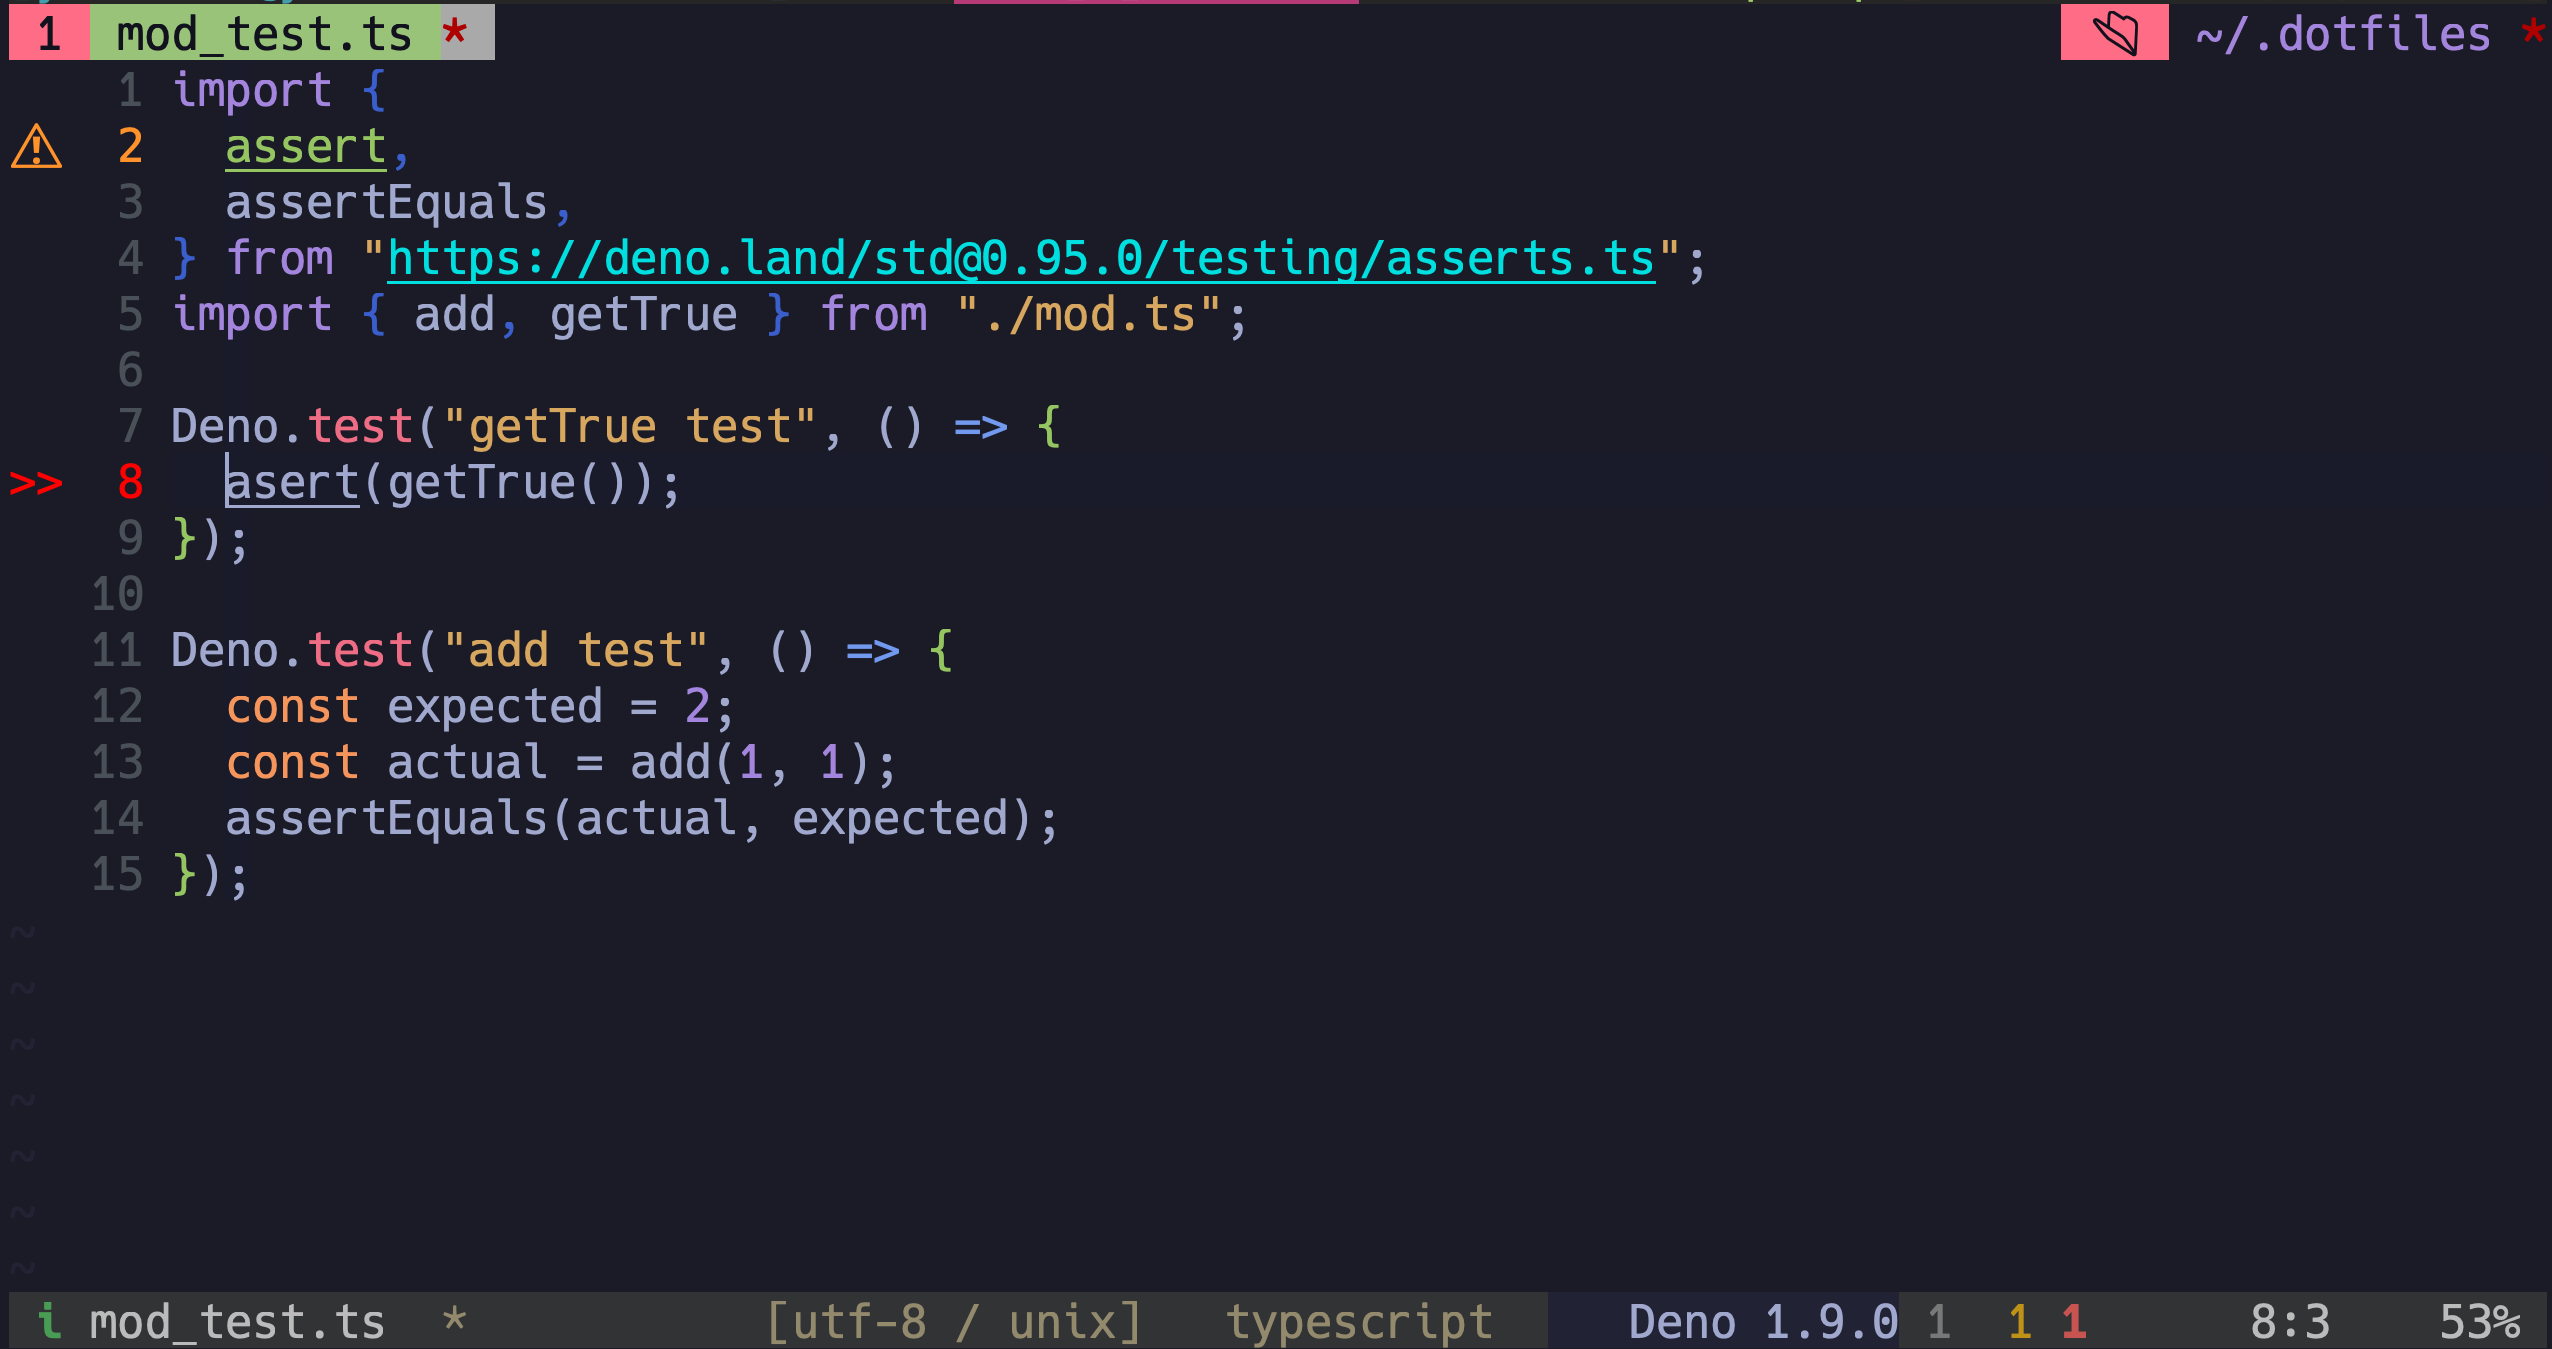 1 mod_test.ts * ~/.dotfiles *
1 import {
2 assert,
3 assertEquals,
4 } from "https://deno.land/std@0.95.0/testing/asserts.ts";
5 import { add, getTrue } from "./mod.ts";
6
7 Deno.test("getTrue test", () => {
>> 8 asert(getTrue());
9 });
10
11 Deno.test("add test", () => {
12 const expected = 2;
13 const actual = add(1, 1);
14 assertEquals(actual, expected);
15 });
~
~
~
~
~
~
~
i mod_test.ts * [utf-8 / unix] typescript Deno 1.9.0 1 1 1 8:3 53%